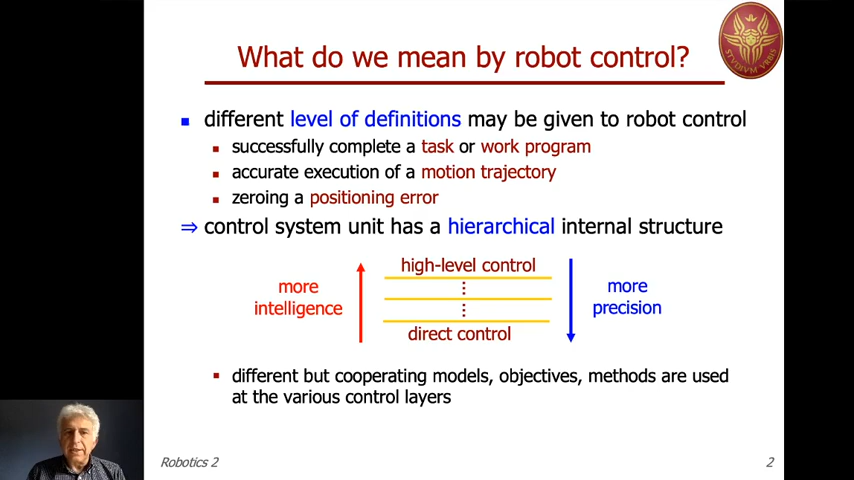 What do we mean by robot control?
STVDIVM VRBIS
different level of definitions may be given to robot control
successfully complete a task or work program
accurate execution of a motion trajectory
zeroing a positioning error
⇒ control system unit has a hierarchical internal structure
high-level control
more
intelligence
more
precision
direct control
different but cooperating models, objectives, methods are used
at the various control layers
Robotics 2
2